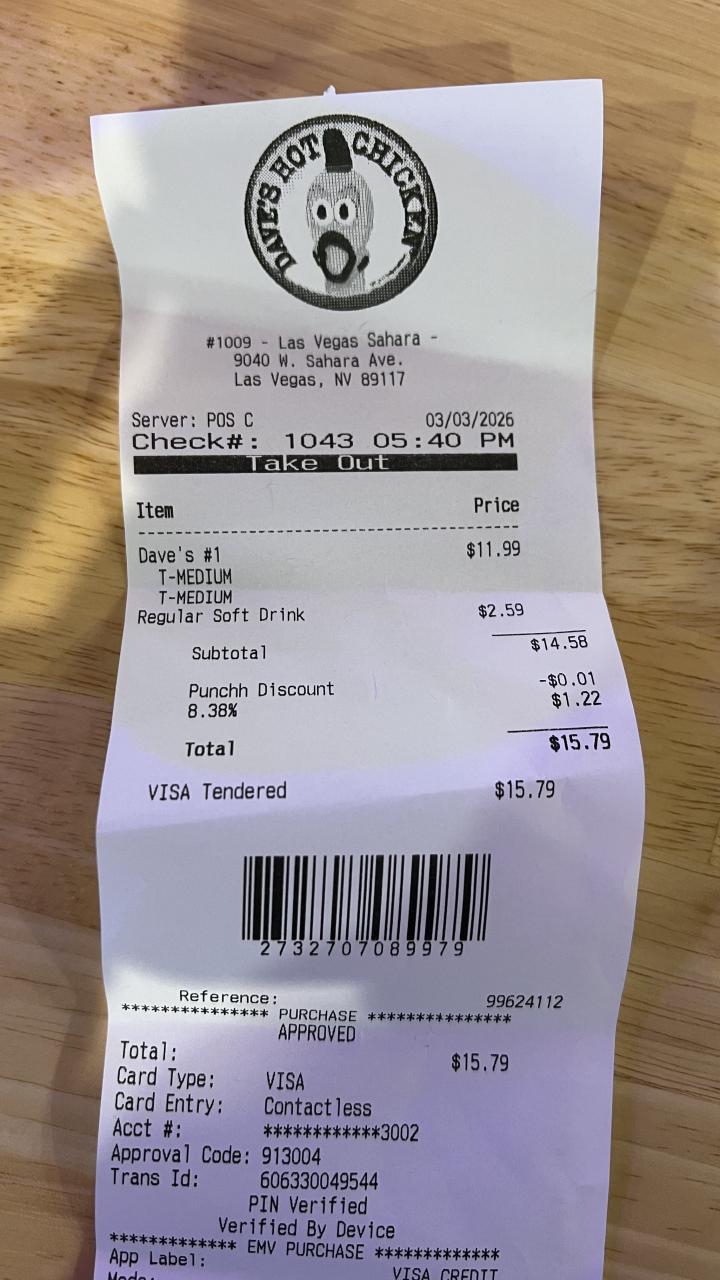 DAVE'S HOT CHICKEN
#1009 - Las Vegas Sahara -
9040 W. Sahara Ave.
Las Vegas, NV 89117
Server: POS C 03/03/2026
Check#: 1043 05:40 PM
Take Out
Item Price
Dave's #1 $11.99
T-MEDIUM
T-MEDIUM
Regular Soft Drink $2.59
Subtotal $14.58
Punchh Discount -$0.01
8.38% $1.22
Total $15.79
VISA Tendered $15.79
2732707089979
Reference: 99624112
*************** PURCHASE ***************
APPROVED
Total: $15.79
Card Type: VISA
Card Entry: Contactless
Acct #: ************3002
Approval Code: 913004
Trans Id: 606330049544
PIN Verified
Verified By Device
************* EMV PURCHASE *************
App Label: VISA CREDIT
Mode: